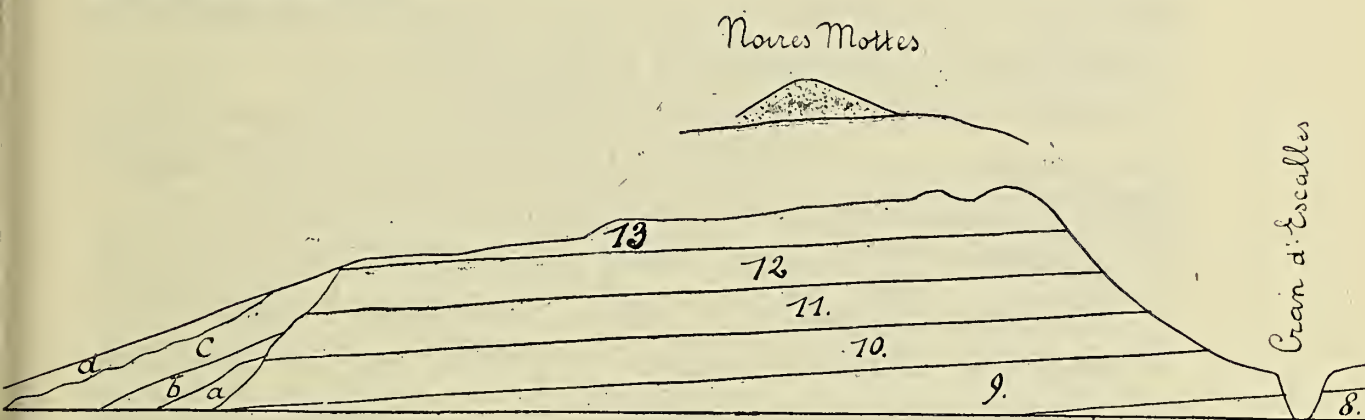 Noires Mottes
Cran d'Escalles
13
12
11.
10.
9.
8.
d
c
b
a